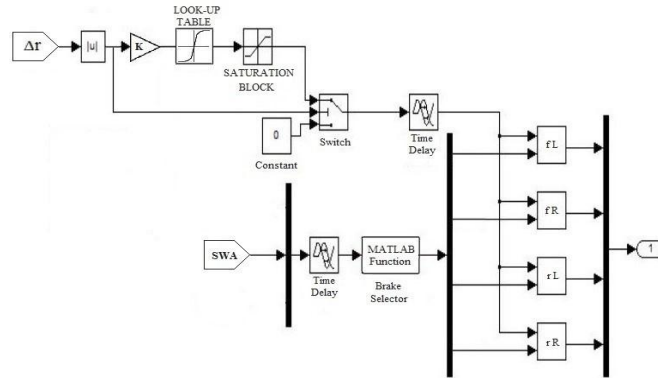 LOOK-UP
TABLE
Δr
|u|
K
SATURATION
BLOCK
0
Constant
Switch
Time
Delay
f L
f R
r L
r R
1
SWA
Time
Delay
MATLAB
Function
Brake
Selector